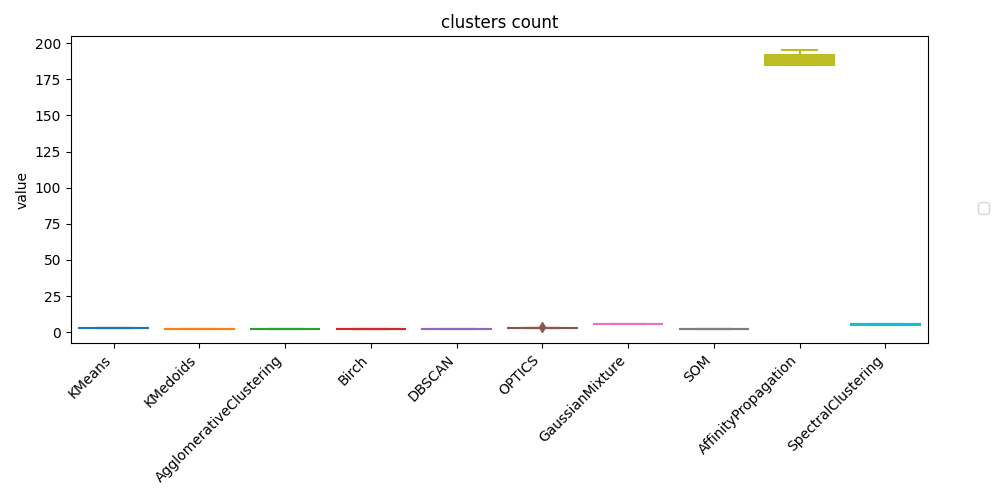 clusters count
value
200
175
150
125
100
75
50
25
0
KMeans
KMedoids
AgglomerativeClustering
Birch
DBSCAN
OPTICS
GaussianMixture
SOM
AffinityPropagation
SpectralClustering